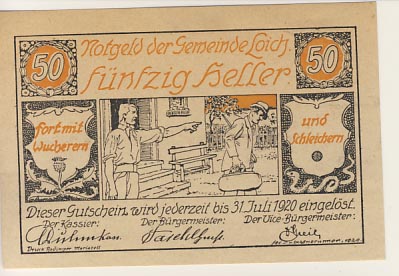 Notgeld der Gemeinde Loich.
50
fünfzig Heller.
50
fort mit
Wucherern
und
Schleichern
Dieser Gutschein wird jederzeit bis 31. Juli 1920 eingelöst.
Der Kassier: Der Bürgermeister: Der Vice-Bürgermeister: